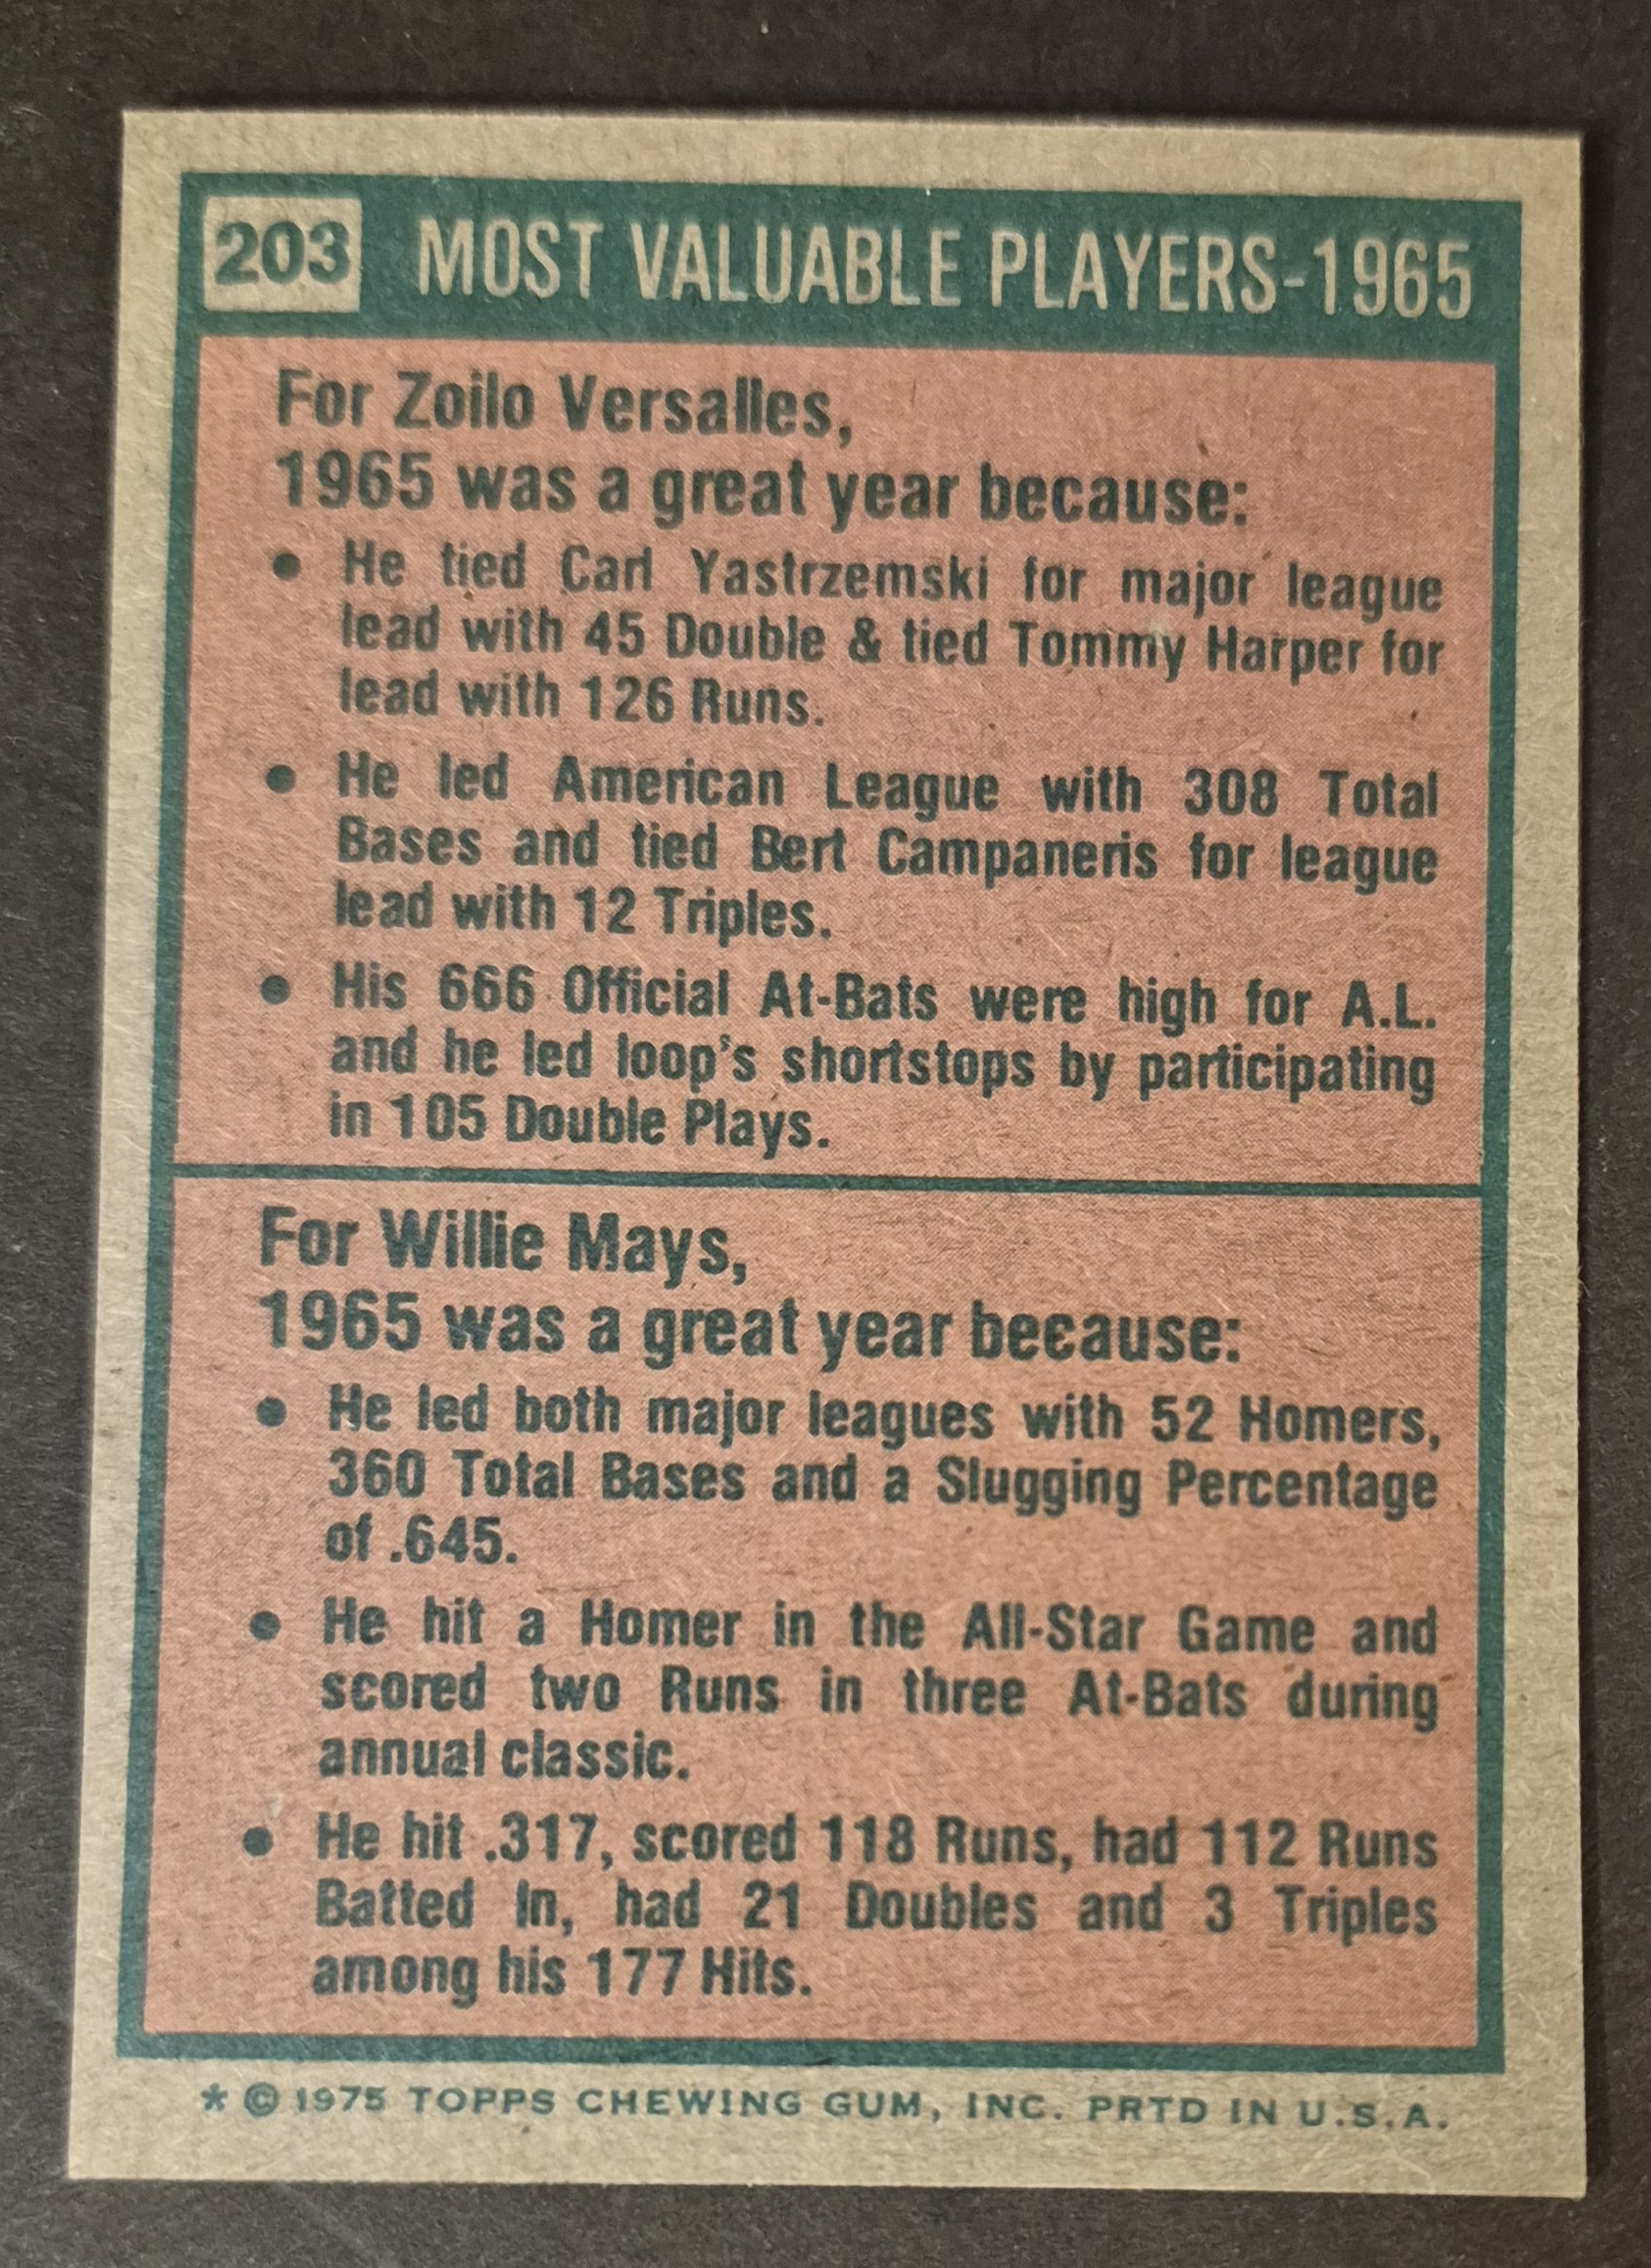 203 MOST VALUABLE PLAYERS-1965
For Zoilo Versalles,
1965 was a great year because:
• He tied Carl Yastrzemski for major league
lead with 45 Double & tied Tommy Harper for
lead with 126 Runs.
• He led American League with 308 Total
Bases and tied Bert Campaneris for league
lead with 12 Triples.
• His 666 Official At-Bats were high for A.L.
and he led loop's shortstops by participating
in 105 Double Plays.
For Willie Mays,
1965 was a great year because:
• He led both major leagues with 52 Homers,
360 Total Bases and a Slugging Percentage
of .645.
• He hit a Homer in the All-Star Game and
scored two Runs in three At-Bats during
annual classic.
• He hit .317, scored 118 Runs, had 112 Runs
Batted In, had 21 Doubles and 3 Triples
among his 177 Hits.
* © 1975 TOPPS CHEWING GUM, INC. PRTD IN U.S.A.